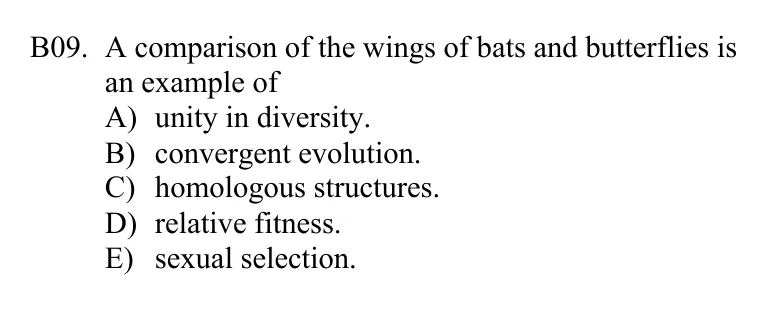 B09. A comparison of the wings of bats and butterflies is
an example of
A) unity in diversity.
B) convergent evolution.
C) homologous structures.
D) relative fitness.
E) sexual selection.